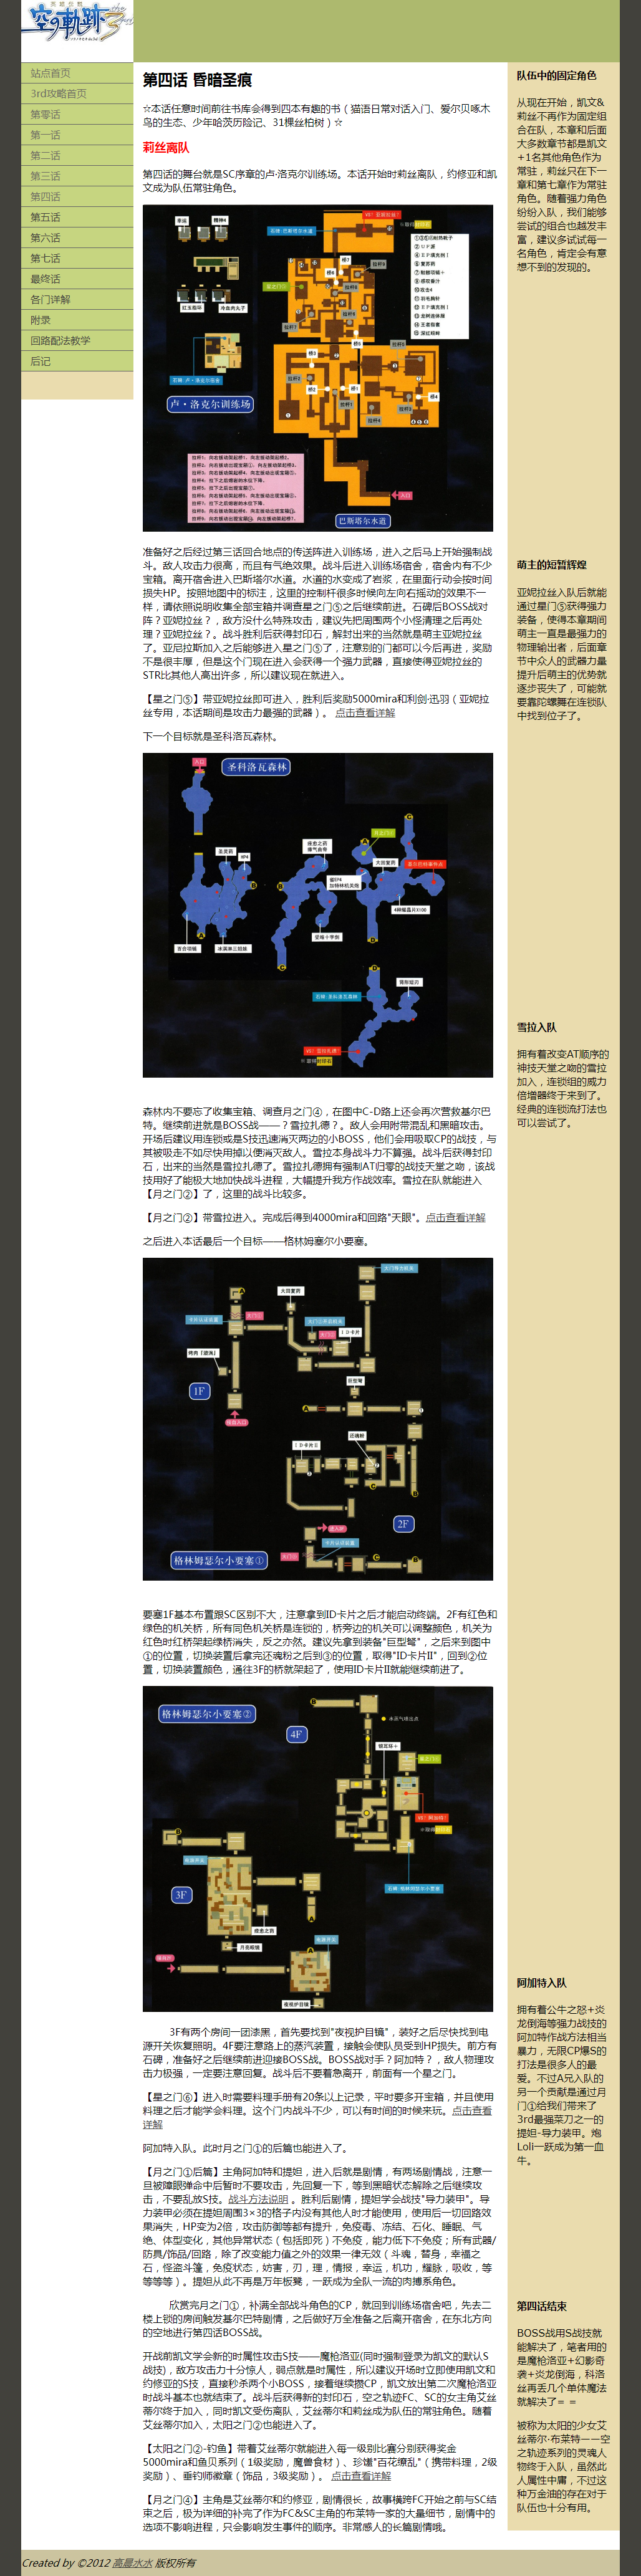 空の軌跡
the 3rd
站点首页
3rd攻略首页
第零话
第一话
第二话
第三话
第四话
第五话
第六话
第七话
最终话
各门详解
附录
回路配法教学
后记
第四话 昏暗圣痕
☆本话任意时间前往书库会得到四本有趣的书（猫语日常对话入门、爱尔贝啄木
鸟的生态、少年哈茨历险记、31棵丝柏树）☆
莉丝离队
第四话的舞台就是SC序章的卢·洛克尔训练场。本话开始时莉丝离队，约修亚和凯
文成为队伍常驻角色。
石碑·巴斯塔尔水道
石碑 卢·洛克尔宿舍
卢·洛克尔训练场
巴斯塔尔水道
入口
准备好之后经过第三话回合地点的传送阵进入训练场，进入之后马上开始强制战
斗。敌人攻击力很高，而且有气绝效果。战斗后进入训练场宿舍，宿舍内有不少
宝箱。离开宿舍进入巴斯塔尔水道。水道的水变成了岩浆，在里面行动会按时间
损失HP。按照地图中的标注，这里的控制杆很多时候向左向右摇动的效果不一
样，请依照说明收集全部宝箱并调查星之门⑤之后继续前进。石碑后BOSS战对
阵？亚妮拉丝？，敌方没什么特殊攻击，建议先把周围两个小怪清理之后再处
理？亚妮拉丝？。战斗胜利后获得封印石，解封出来的当然就是萌主亚妮拉丝
了。亚尼拉斯加入之后能够进入星之门⑤了，注意别的门都可以今后再进，奖励
不是很丰厚，但是这个门现在进入会获得一个强力武器，直接使得亚妮拉丝的
STR比其他人高出许多，所以建议现在就进入。
【星之门⑤】带亚妮拉丝即可进入，胜利后奖励5000mira和利剑·迅羽（亚妮拉
丝专用，本话期间是攻击力最强的武器）。 点击查看详解
下一个目标就是圣科洛瓦森林。
圣科洛瓦森林
森林内不要忘了收集宝箱、调查月之门④，在图中C-D路上还会再次营救基尔巴
特。继续前进就是BOSS战——？雪拉扎德？。敌人会用附带混乱和黑暗攻击。
开场后建议用连锁或是S技迅速消灭两边的小BOSS，他们会用吸取CP的战技，与
其被吸走不如尽快用掉以便消灭敌人。雪拉本身战斗力不算强。战斗后获得封印
石，出来的当然是雪拉扎德了。雪拉扎德拥有强制AT归零的战技天堂之吻，该战
技用好了能极大地加快战斗进程，大幅提升我方作战效率。雪拉在队就能进入
【月之门②】了，这里的战斗比较多。
【月之门②】带雪拉进入。完成后得到4000mira和回路"天眼"。点击查看详解
之后进入本话最后一个目标——格林姆塞尔小要塞。
1F
2F
格林姆瑟尔小要塞①
要塞1F基本布置跟SC区别不大，注意拿到ID卡片之后才能启动终端。2F有红色和
绿色的机关桥，所有同色机关桥是连锁的，桥旁边的机关可以调整颜色，机关为
红色时红桥架起绿桥消失，反之亦然。建议先拿到装备"巨型弩"，之后来到图中
①的位置，切换装置后拿完还魂粉之后到③的位置，取得"ID卡片II"，回到②位
置，切换装置颜色，通往3F的桥就架起了，使用ID卡片II就能继续前进了。
格林姆瑟尔小要塞②
4F
3F
3F有两个房间一团漆黑，首先要找到"夜视护目镜"，装好之后尽快找到电
源开关恢复照明。4F要注意路上的蒸汽装置，接触会使队员受到HP损失。前方有
石碑，准备好之后继续前进迎接BOSS战。BOSS战对手？阿加特？，敌人物理攻
击力极强，一定要注意回复。战斗后不要着急离开，前面有一个星之门。
【星之门⑥】进入时需要料理手册有20条以上记录，平时要多开宝箱，并且使用
料理之后才能学会料理。这个门内战斗不少，可以有时间的时候来玩。点击查看
详解
阿加特入队。此时月之门①的后篇也能进入了。
【月之门①后篇】主角阿加特和提妲，进入后就是剧情，有两场剧情战，注意一
旦被障眼弹命中后暂时不要攻击，先回复一下，等到黑暗状态解除之后继续攻
击，不要乱放S技。战斗方法说明 。胜利后剧情，提妲学会战技"导力装甲"。导
力装甲必须在提妲周围3×3的格子内没有其他人时才能使用，使用后一切回路效
果消失，HP变为2倍，攻击防御等都有提升，免疫毒、冻结、石化、睡眠、气
绝、体型变化，其他异常状态（包括即死）不免疫，能力低下不免疫；所有武器/
防具/饰品/回路，除了改变能力值之外的效果一律无效（斗魂，替身，幸福之
石，怪盗斗篷，免疫状态，妨害，刃，理，情报，幸运，机功，耀脉，吸收，等
等等等）。提妲从此不再是万年板凳，一跃成为全队一流的肉搏系角色。
欣赏完月之门①，补满全部战斗角色的CP，就回到训练场宿舍吧，先去二
楼上锁的房间触发基尔巴特剧情，之后做好万全准备之后离开宿舍，在东北方向
的空地进行第四话BOSS战。
开战前凯文学会新的时属性攻击S技——魔枪洛亚(同时强制登录为凯文的默认S
战技)，敌方攻击力十分惊人，弱点就是时属性，所以建议开场时立即使用凯文和
约修亚的S技，直接秒杀两个小BOSS，接着继续攒CP，凯文放出第二次魔枪洛亚
时战斗基本也就结束了。战斗后获得新的封印石，空之轨迹FC、SC的女主角艾丝
蒂尔终于加入，同时凯文受伤离队，艾丝蒂尔和莉丝成为队伍的常驻角色。随着
艾丝蒂尔加入，太阳之门②也能进入了。
【太阳之门②-钓鱼】带着艾丝蒂尔就能进入每一级别比赛分别获得奖金
5000mira和鱼贝系列（1级奖励，魔兽食材）、珍馐"百花缭乱"（携带料理，2级
奖励）、垂钓师徽章（饰品，3级奖励）。 点击查看详解
【月之门④】主角是艾丝蒂尔和约修亚，剧情很长，故事横跨FC开始之前与SC结
束之后，极为详细的补完了作为FC&SC主角的布莱特一家的大量细节，剧情中的
选项不影响进程，只会影响发生事件的顺序。非常感人的长篇剧情哦。
队伍中的固定角色
从现在开始，凯文&
莉丝不再作为固定组
合在队，本章和后面
大多数章节都是凯文
+1名其他角色作为
常驻，莉丝只在下一
章和第七章作为常驻
角色。随着强力角色
纷纷入队，我们能够
尝试的组合也越发丰
富，建议多试试每一
名角色，肯定会有意
想不到的发现的。
萌主的短暂辉煌
亚妮拉丝入队后就能
通过星门⑤获得强力
装备，使得本章期间
萌主一直是最强力的
物理输出者，后面章
节中众人的武器力量
提升后萌主的优势就
逐步丧失了，可能就
要靠陀螺舞在连锁队
中找到位子了。
雪拉入队
拥有着改变AT顺序的
神技天堂之吻的雪拉
加入，连锁组的威力
倍增器终于来到了。
经典的连锁流打法也
可以尝试了。
阿加特入队
拥有着公牛之怒+炎
龙倒海等强力战技的
阿加特作战方法相当
暴力，无限CP爆S的
打法是很多人的最
爱。不过A兄入队的
另一个贡献是通过月
门①给我们带来了
3rd最强菜刀之一的
提妲-导力装甲。炮
Loli一跃成为第一血
牛。
第四话结束
BOSS战用S战技就
能解决了，笔者用的
是魔枪洛亚+幻影奇
袭+炎龙倒海，科洛
丝再丢几个单体魔法
就解决了= =
被称为太阳的少女艾
丝蒂尔·布莱特——空
之轨迹系列的灵魂人
物终于入队，虽然此
人属性中庸，不过这
种万金油的存在对于
队伍也十分有用。
Created by ©2012 高晨水水 版权所有